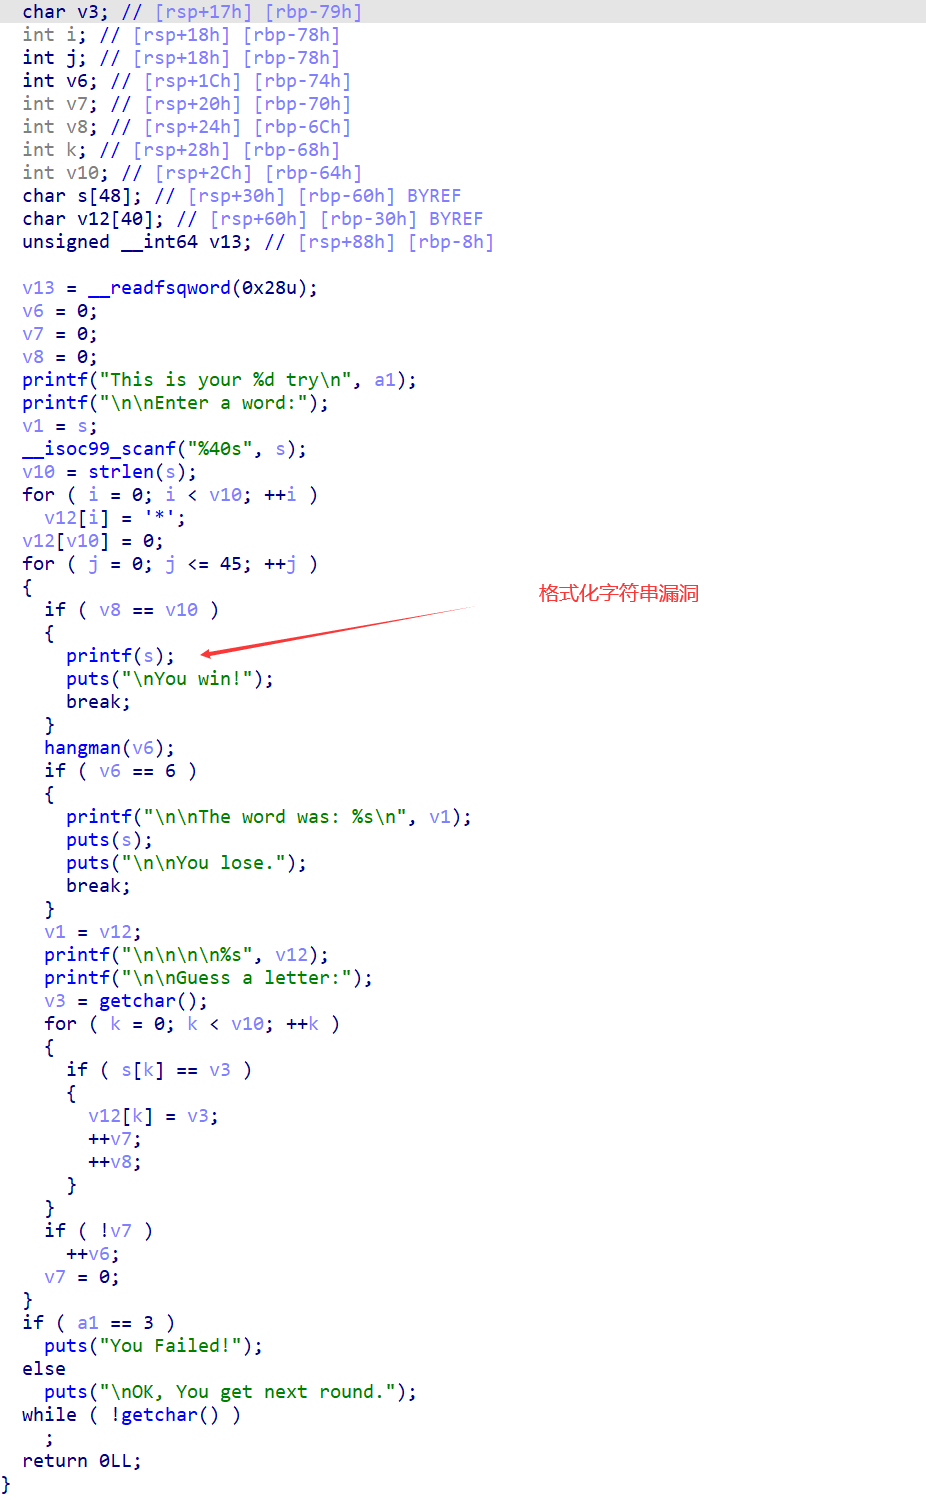 char v3; // [rsp+17h] [rbp-79h]
int i; // [rsp+18h] [rbp-78h]
int j; // [rsp+18h] [rbp-78h]
int v6; // [rsp+1Ch] [rbp-74h]
int v7; // [rsp+20h] [rbp-70h]
int v8; // [rsp+24h] [rbp-6Ch]
int k; // [rsp+28h] [rbp-68h]
int v10; // [rsp+2Ch] [rbp-64h]
char s[48]; // [rsp+30h] [rbp-60h] BYREF
char v12[40]; // [rsp+60h] [rbp-30h] BYREF
unsigned __int64 v13; // [rsp+88h] [rbp-8h]

v13 = __readfsqword(0x28u);
v6 = 0;
v7 = 0;
v8 = 0;
printf("This is your %d try\n", a1);
printf("\n\nEnter a word:");
v1 = s;
__isoc99_scanf("%40s", s);
v10 = strlen(s);
for ( i = 0; i < v10; ++i )
  v12[i] = '*';
v12[v10] = 0;
for ( j = 0; j <= 45; ++j )
{
  if ( v8 == v10 )
  {
    printf(s);
    puts("\nYou win!");
    break;
  }
  hangman(v6);
  if ( v6 == 6 )
  {
    printf("\n\nThe word was: %s\n", v1);
    puts(s);
    puts("\n\nYou lose.");
    break;
  }
  v1 = v12;
  printf("\n\n\n\n%s", v12);
  printf("\n\nGuess a letter:");
  v3 = getchar();
  for ( k = 0; k < v10; ++k )
  {
    if ( s[k] == v3 )
    {
      v12[k] = v3;
      ++v7;
      ++v8;
    }
  }
  if ( !v7 )
    ++v6;
  v7 = 0;
}
if ( a1 == 3 )
  puts("You Failed!");
else
  puts("\nOK, You get next round.");
while ( !getchar() )
  ;
return 0LL;
}
格式化字符串漏洞